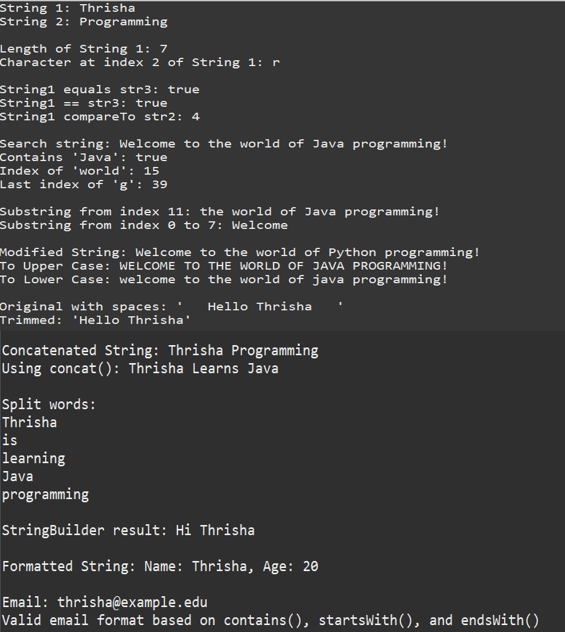 String 1: Thrisha
String 2: Programming
Length of String 1: 7
Character at index 2 of String 1: r
String1 equals str3: true
String1 == str3: true
String1 compareTo str2: 4
Search string: Welcome to the world of Java programming!
Contains 'Java': true
Index of 'world': 15
Last index of 'g': 39
Substring from index 11: the world of Java programming!
Substring from index 0 to 7: Welcome
Modified String: Welcome to the world of Python programming!
To Upper Case: WELCOME TO THE WORLD OF JAVA PROGRAMMING!
To Lower Case: welcome to the world of java programming!
Original with spaces: '   Hello Thrisha   '
Trimmed: 'Hello Thrisha'
Concatenated String: Thrisha Programming
Using concat(): Thrisha Learns Java
Split words:
Thrisha
is
learning
Java
programming
StringBuilder result: Hi Thrisha
Formatted String: Name: Thrisha, Age: 20
Email: thrisha@example.edu
Valid email format based on contains(), startsWith(), and endsWith()